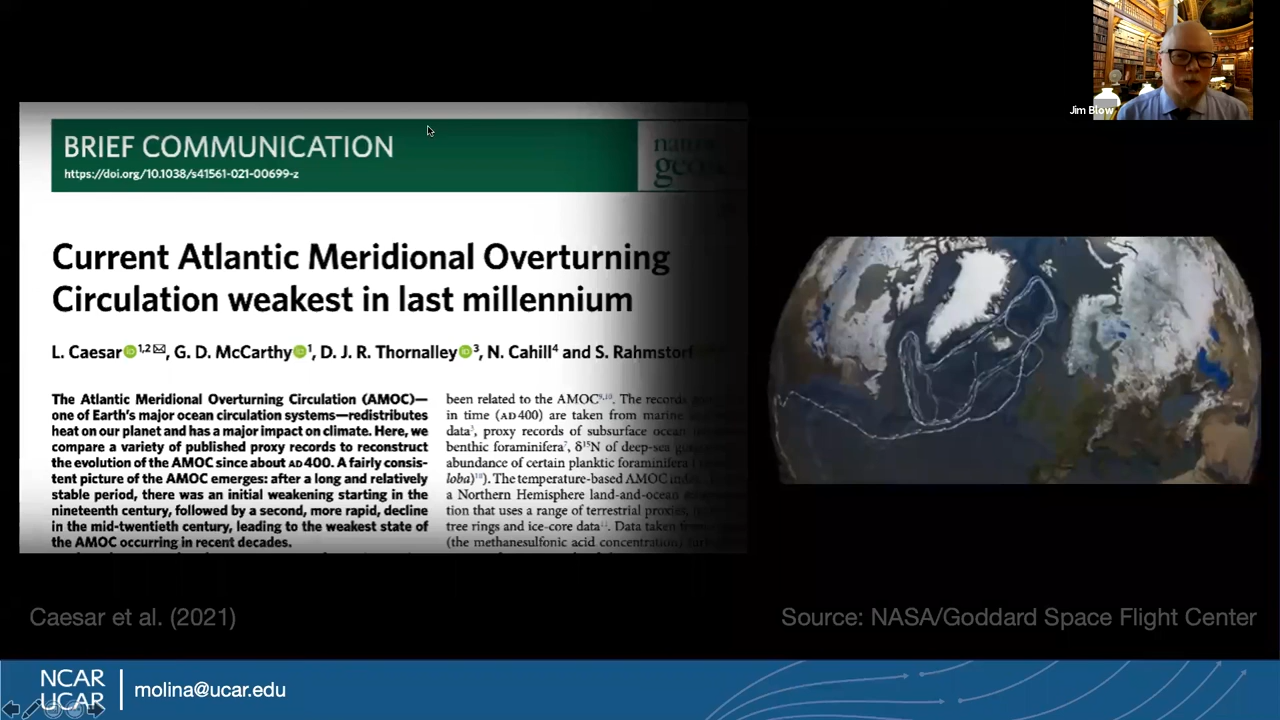 Jim Blow
BRIEF COMMUNICATION
https://doi.org/10.1038/s41561-021-00699-z
Current Atlantic Meridional Overturning
Circulation weakest in last millennium
L. Caesar 1,2, G. D. McCarthy 1, D. J. R. Thornalley 3, N. Cahill 4 and S. Rahmstorf
The Atlantic Meridional Overturning Circulation (AMOC)—
one of Earth's major ocean circulation systems—redistributes
heat on our planet and has a major impact on climate. Here, we
compare a variety of published proxy records to reconstruct
the evolution of the AMOC since about AD 400. A fairly consis-
tent picture of the AMOC emerges: after a long and relatively
stable period, there was an initial weakening starting in the
nineteenth century, followed by a second, more rapid, decline
in the mid-twentieth century, leading to the weakest state of
the AMOC occurring in recent decades.
been related to the AMOC9,10. The records
in time (AD 400) are taken from marine
data, proxy records of subsurface ocean
benthic foraminifera7, δ15N of deep-sea
abundance of certain planktic foraminifera
loba)10). The temperature-based AMOC
a Northern Hemisphere land-and-ocean
tion that uses a range of terrestrial proxies,
tree rings and ice-core data11. Data taken from
(the methanesulfonic acid concentration)
Caesar et al. (2021)
Source: NASA/Goddard Space Flight Center
NCAR
UCAR
molina@ucar.edu